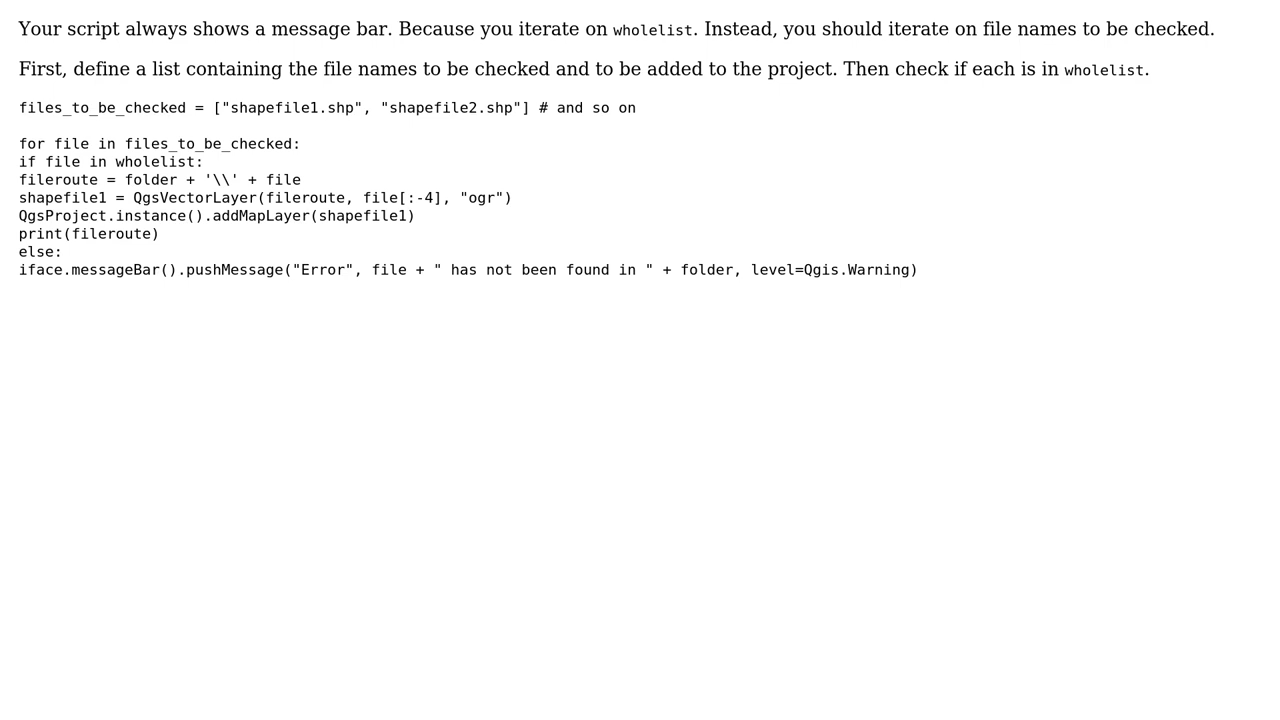 Your script always shows a message bar. Because you iterate on wholelist. Instead, you should iterate on file names to be checked.
First, define a list containing the file names to be checked and to be added to the project. Then check if each is in wholelist.
files_to_be_checked = ["shapefile1.shp", "shapefile2.shp"] # and so on
for file in files_to_be_checked:
if file in wholelist:
fileroute = folder + '\\' + file
shapefile1 = QgsVectorLayer(fileroute, file[:-4], "ogr")
QgsProject.instance().addMapLayer(shapefile1)
print(fileroute)
else:
iface.messageBar().pushMessage("Error", file + " has not been found in " + folder, level=Qgis.Warning)